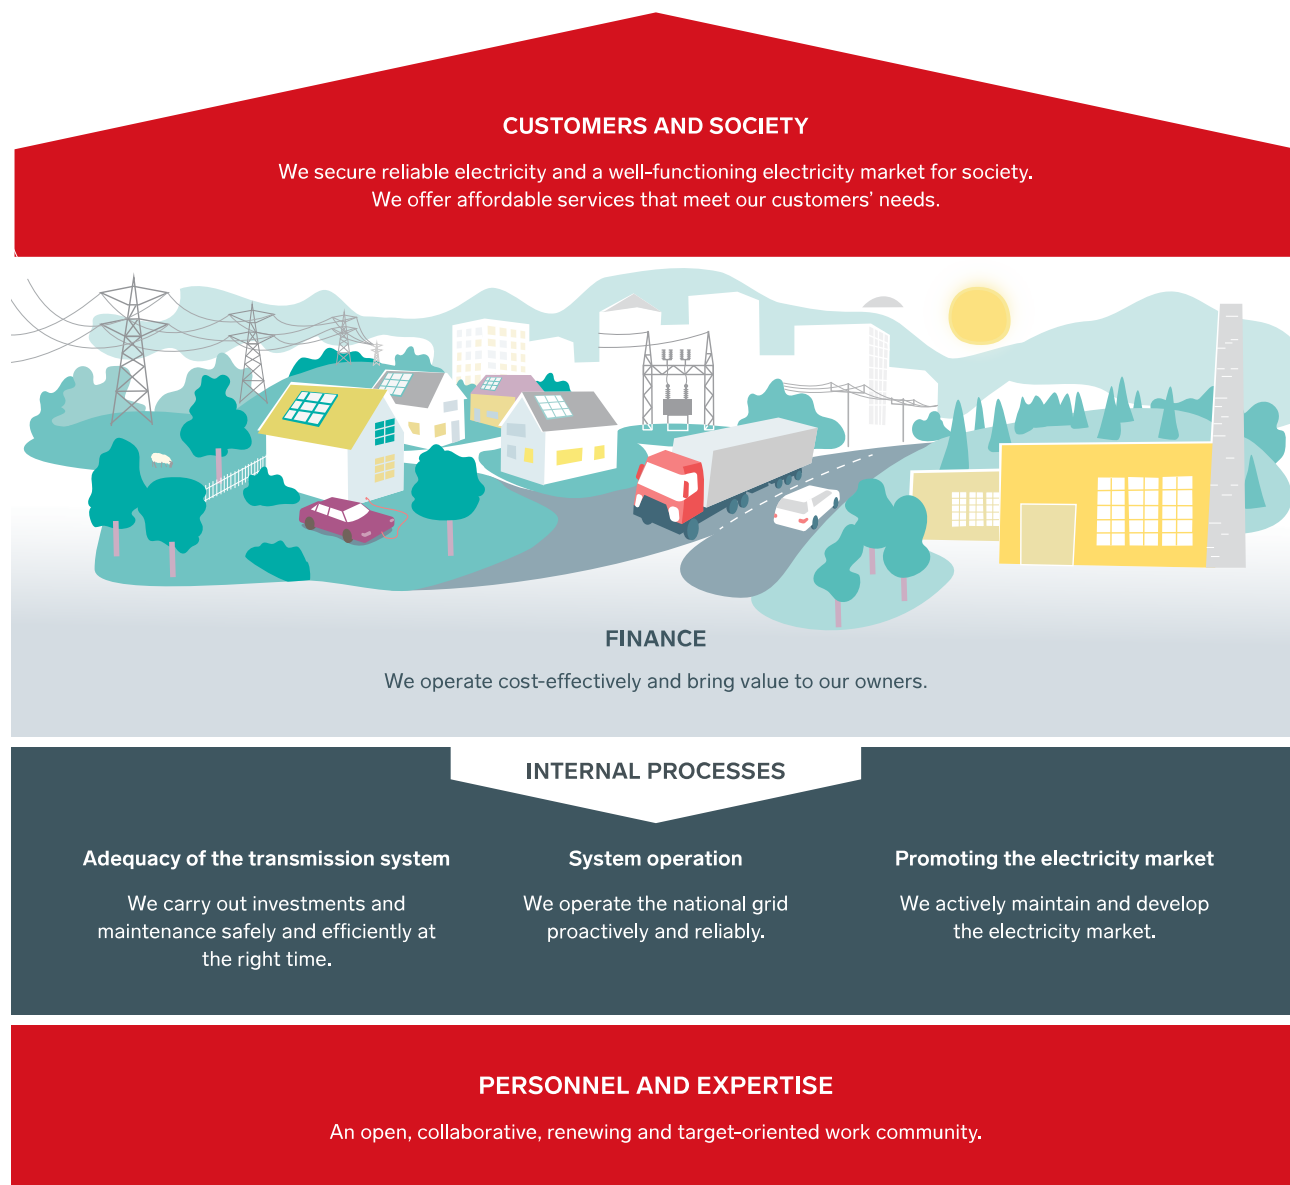 CUSTOMERS AND SOCIETY
We secure reliable electricity and a well-functioning electricity market for society.
We offer affordable services that meet our customers’ needs.
FINANCE
We operate cost-effectively and bring value to our owners.
INTERNAL PROCESSES
Adequacy of the transmission system
We carry out investments and
maintenance safely and efficiently at
the right time.
System operation
We operate the national grid
proactively and reliably.
Promoting the electricity market
We actively maintain and develop
the electricity market.
PERSONNEL AND EXPERTISE
An open, collaborative, renewing and target-oriented work community.